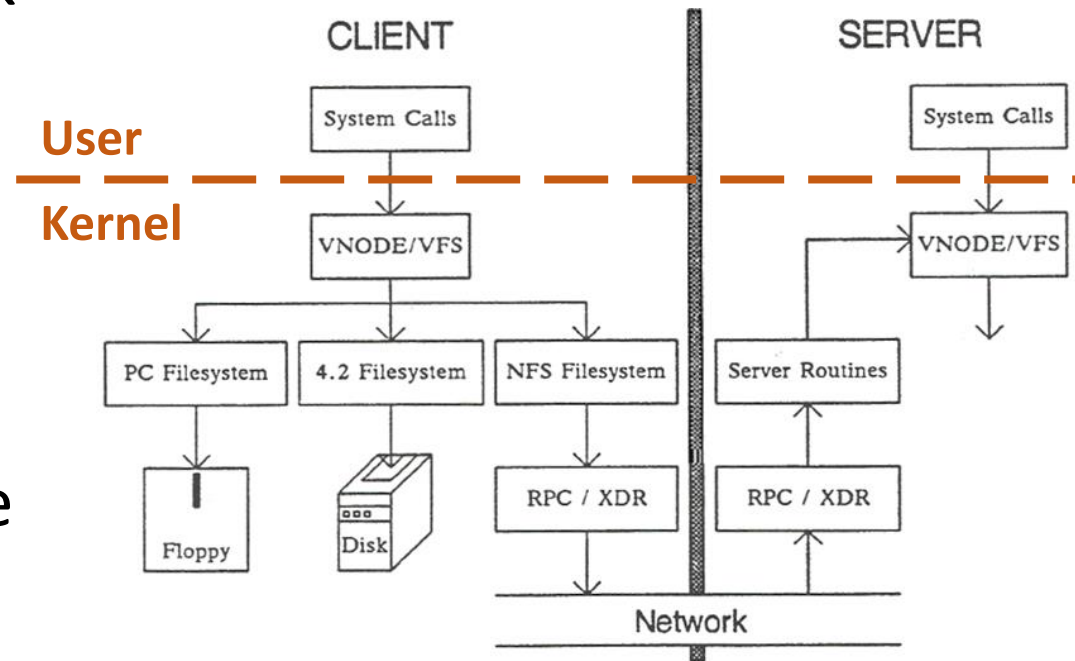 CLIENT
SERVER
System Calls
System Calls
User
Kernel
VNODE/VFS
VNODE/VFS
PC Filesystem
4.2 Filesystem
NFS Filesystem
Server Routines
Floppy
Disk
RPC / XDR
RPC / XDR
e
Network